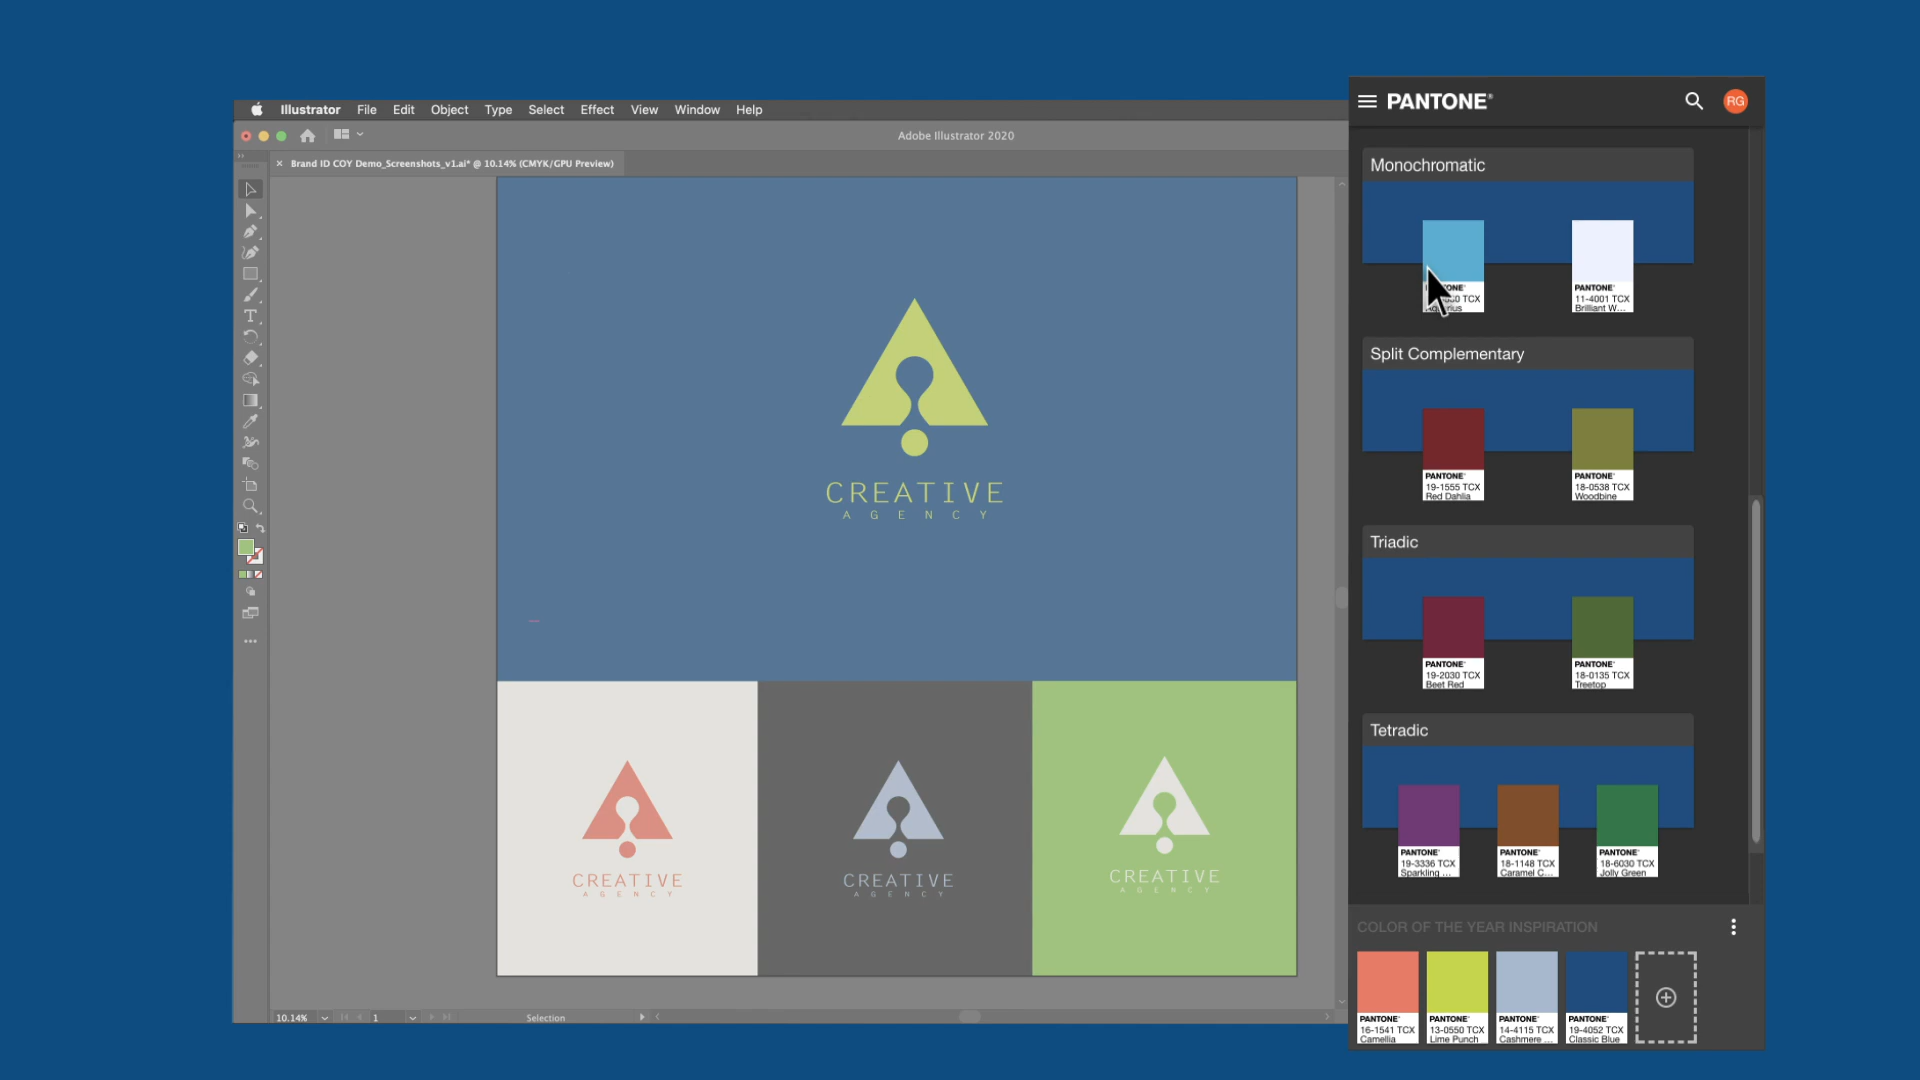 Illustrator File Edit Object Type Select Effect View Window Help
Adobe Illustrator 2020
Brand ID COY Demo_Screenshots_v1.ai* @ 10.14% (CMYK/GPU Preview)
CREATIVE
AGENCY
CREATIVE
AGENCY
CREATIVE
AGENCY
CREATIVE
AGENCY
10.14%
1
Selection
PANTONE®
RG
Monochromatic
TCX
PANTONE®
11-4001 TCX
Brilliant W...
Split Complementary
PANTONE®
19-1555 TCX
Red Dahlia
PANTONE®
18-0538 TCX
Woodbine
Triadic
PANTONE®
19-2030 TCX
Beet Red
PANTONE®
18-0135 TCX
Treetop
Tetradic
PANTONE®
19-3336 TCX
Sparkling ...
PANTONE®
18-1148 TCX
Caramel C...
PANTONE®
18-6030 TCX
Jolly Green
COLOR OF THE YEAR INSPIRATION
PANTONE®
16-1541 TCX
Camellia
PANTONE®
13-0550 TCX
Lime Punch
PANTONE®
14-4115 TCX
Cashmere ...
PANTONE®
19-4052 TCX
Classic Blue